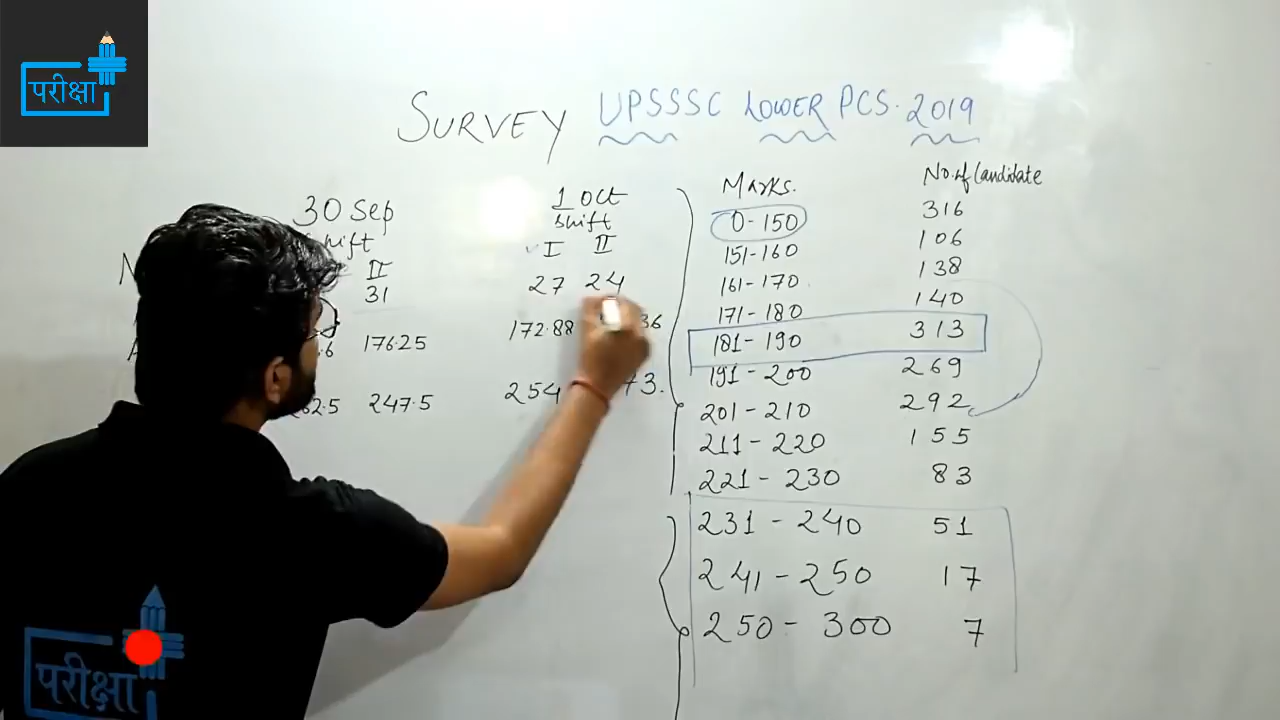 परीक्षा
SURVEY UPSSSC LOWER PCS. 2019
30 Sep
1 Oct
Shift
I II
II
31
27 24
176.25
172.88
247.5
254
Marks. No. of Candidate
0-150 316
151-160 106
161-170 138
171-180 140
181-190 313
191-200 269
201-210 292
211-220 155
221-230 83
231-240 51
241-250 17
250-300 7
परीक्षा